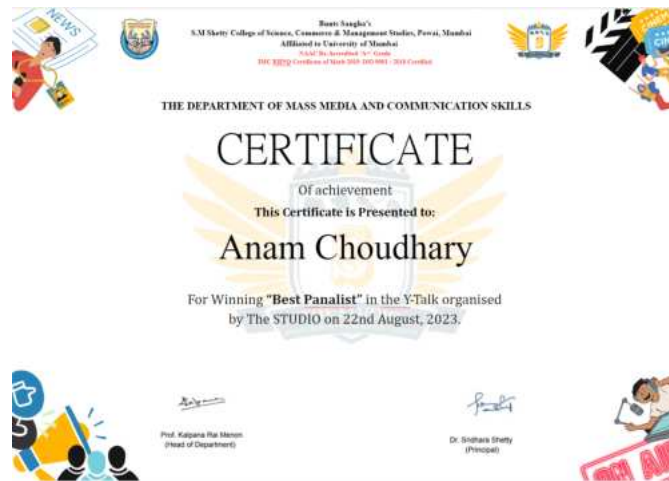 Bunts Sangha's
S.M Shetty College of Science, Commerce & Management Studies, Powai, Mumbai
Affiliated to University of Mumbai
THE DEPARTMENT OF MASS MEDIA AND COMMUNICATION SKILLS
CERTIFICATE
Of achievement
This Certificate is Presented to:
Anam Choudhary
For Winning "Best Panalist" in the Y-Talk organised
by The STUDIO on 22nd August, 2023.
Prof. Kalpana Rai Menon
(Head of Department)
Dr. Sridhara Shetty
(Principal)
NEWS
ON AIR